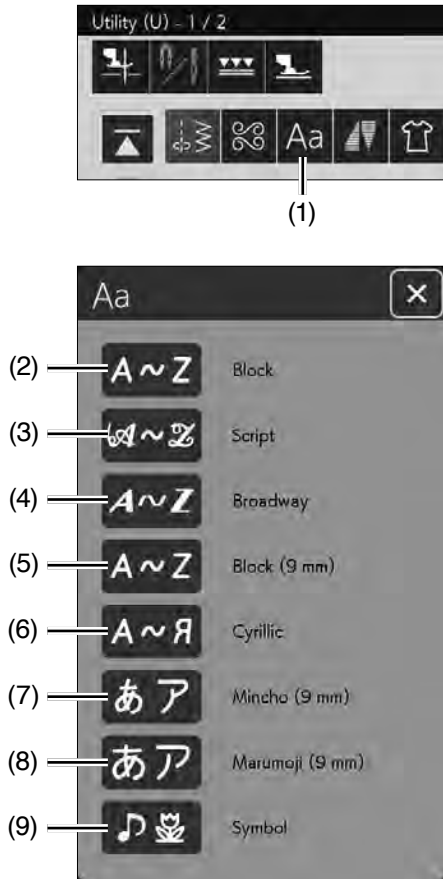 Utility (U) - 1 / 2
Aa
(1)
Aa
(2) A ~ Z Block
(3) A ~ Z Script
(4) A ~ Z Broadway
(5) A ~ Z Block (9 mm)
(6) А ~ Я Cyrillic
(7) あ ア Mincho (9 mm)
(8) あ ア Marumoji (9 mm)
(9) Symbol